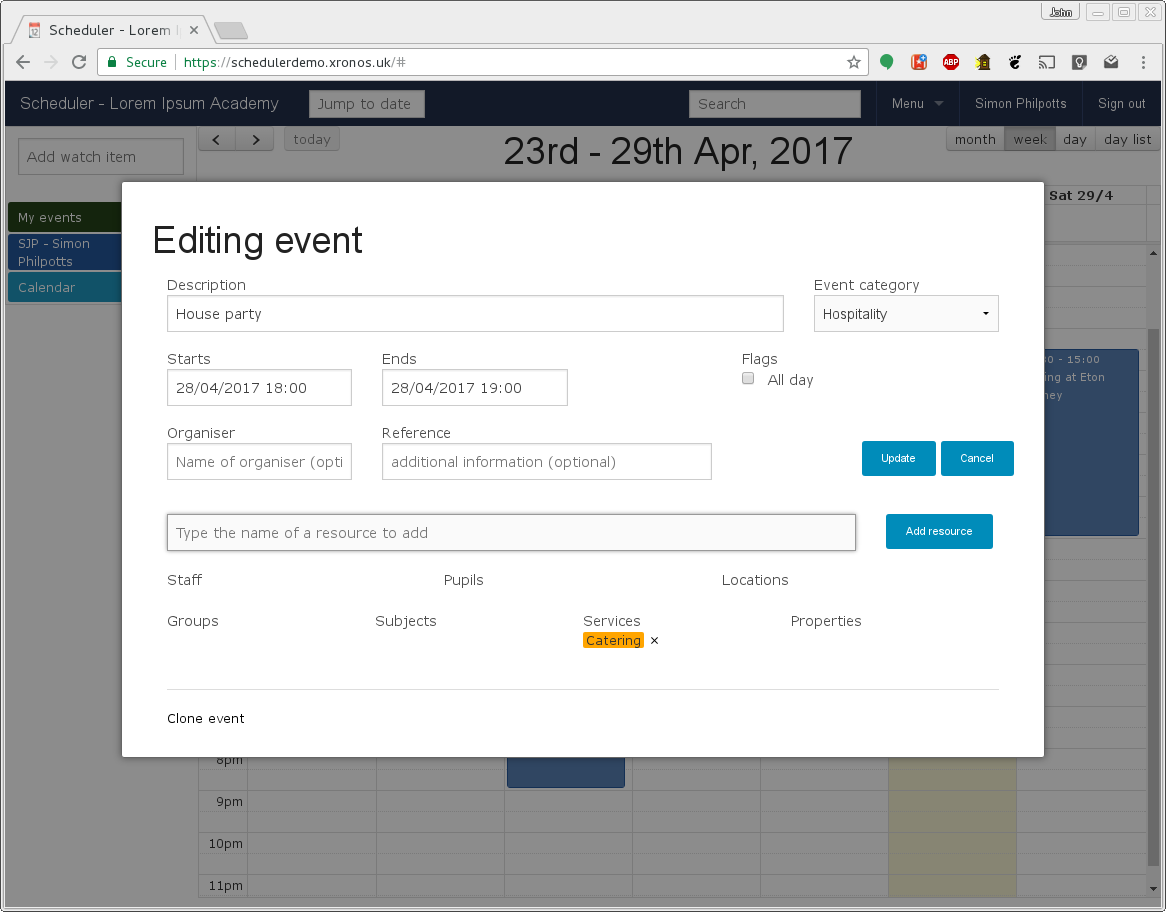 John
Scheduler - Lorem
Secure https://schedulerdemo.xronos.uk/#
ABP
Scheduler - Lorem Ipsum Academy
Jump to date
Search
Menu
Simon Philpotts
Sign out
Add watch item
today
23rd - 29th Apr, 2017
month
week
day
day list
Sat 29/4
My events
SJP - Simon
Philpotts
Calendar
- 15:00
at Eton
Editing event
Description
House party
Event category
Hospitality
Starts
28/04/2017 18:00
Ends
28/04/2017 19:00
Flags
All day
Organiser
Name of organiser (opti
Reference
additional information (optional)
Update
Cancel
Type the name of a resource to add
Add resource
Staff
Pupils
Locations
Groups
Subjects
Services
Catering ×
Properties
Clone event
8pm
9pm
10pm
11pm